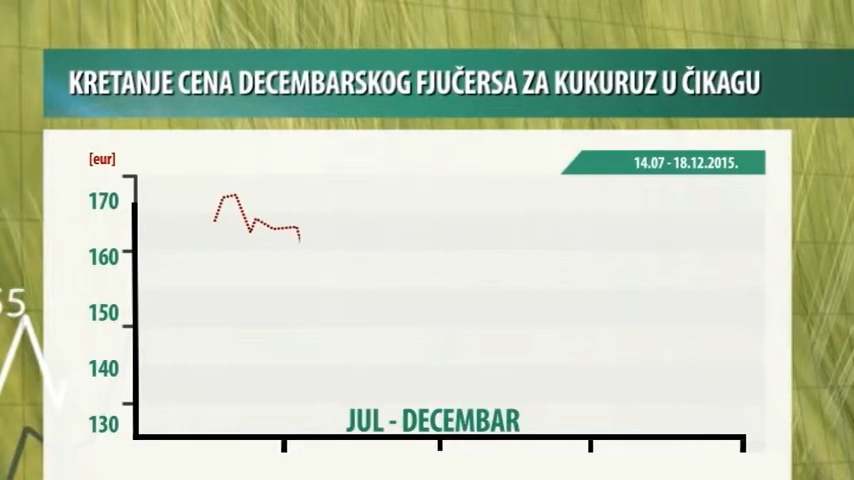 KRETANJE CENA DECEMBARSKOG FJUČERSA ZA KUKURUZ U ČIKAGU
[eur]
14.07 - 18.12.2015.
170
160
150
140
130
55
JUL - DECEMBAR